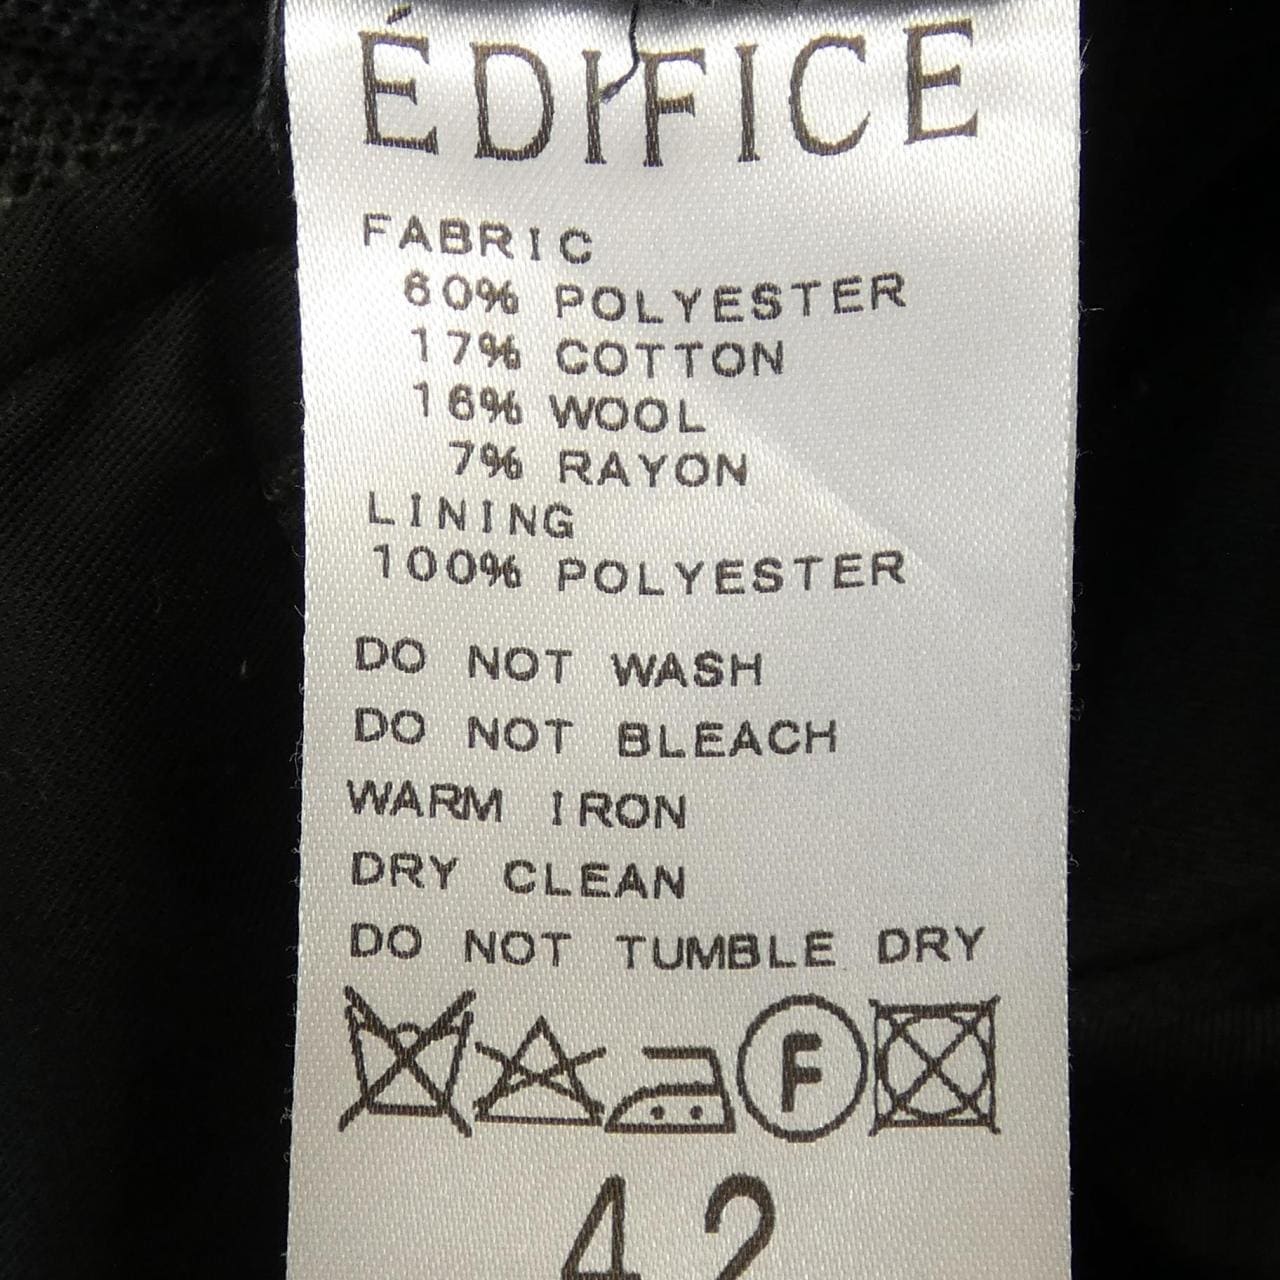 ÉDIFICE
FABRIC
60% POLYESTER
17% COTTON
16% WOOL
7% RAYON
LINING
100% POLYESTER
DO NOT WASH
DO NOT BLEACH
WARM IRON
DRY CLEAN
DO NOT TUMBLE DRY
F
42